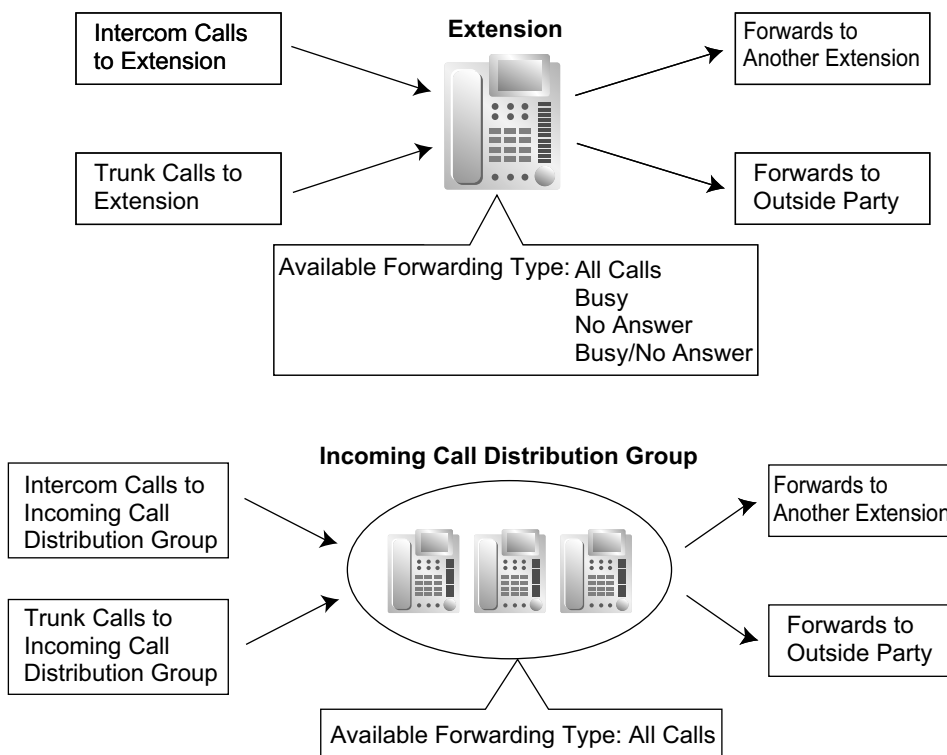 Extension
Intercom Calls
to Extension
Trunk Calls to
Extension
Forwards to
Another Extension
Forwards to
Outside Party
Available Forwarding Type: All Calls
Busy
No Answer
Busy/No Answer
Incoming Call Distribution Group
Intercom Calls to
Incoming Call
Distribution Group
Trunk Calls to
Incoming Call
Distribution Group
Forwards to
Another Extension
Forwards to
Outside Party
Available Forwarding Type: All Calls